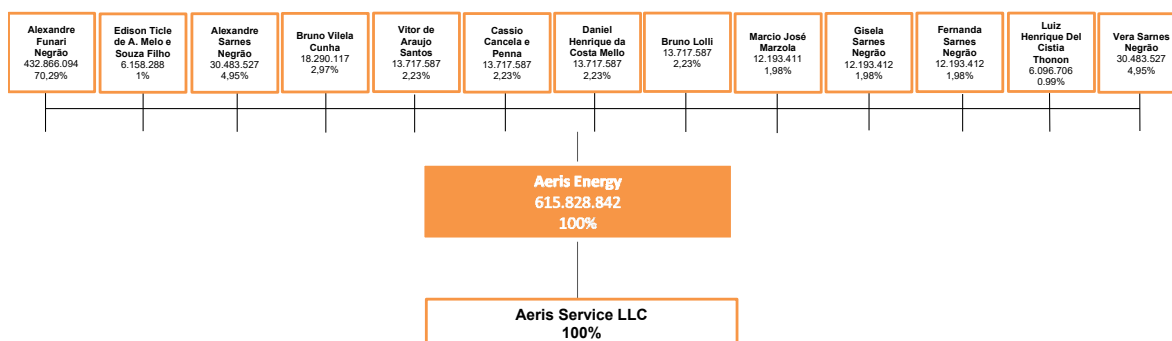 Alexandre
Funari
Negrão
432.866.094
70,29%
Edison Ticle
de A. Melo e
Souza Filho
6.158.288
1%
Alexandre
Sarnes
Negrão
30.483.527
4,95%
Bruno Vilela
Cunha
18.290.117
2,97%
Vitor de
Araujo
Santos
13.717.587
2,23%
Cassio
Cancela e
Penna
13.717.587
2,23%
Daniel
Henrique da
Costa Mello
13.717.587
2,23%
Bruno Lolli
13.717.587
2,23%
Marcio José
Marzola
12.193.411
1,98%
Gisela
Sarnes
Negrão
12.193.412
1,98%
Fernanda
Sarnes
Negrão
12.193.412
1,98%
Luiz
Henrique Del
Cistia
Thonon
6.096.706
0.99%
Vera Sarnes
Negrão
30.483.527
4,95%
Aeris Energy
615.828.842
100%
Aeris Service LLC
100%